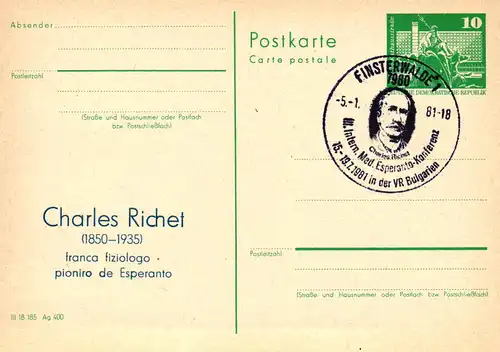 Absender
Postleitzahl
(Straße und Hausnummer oder Postfach
bzw. Postschließfach)
Charles Richet
(1850–1935)
franca fiziologo ·
pioniro de Esperanto
III 18 185 Ag 400
Postkarte
Carte postale
10
DEMOKRATISCHE REPUBLIK
FINSTERWALDE
7980
-5.-1. 81-18
Charles Richet
III. Intern. Med. Esperanto-Konferenz
15.-19.7.1981 in der VR Bulgarien
Postleitzahl
(Straße und Hausnummer oder Postfach bzw. Postschließfach)